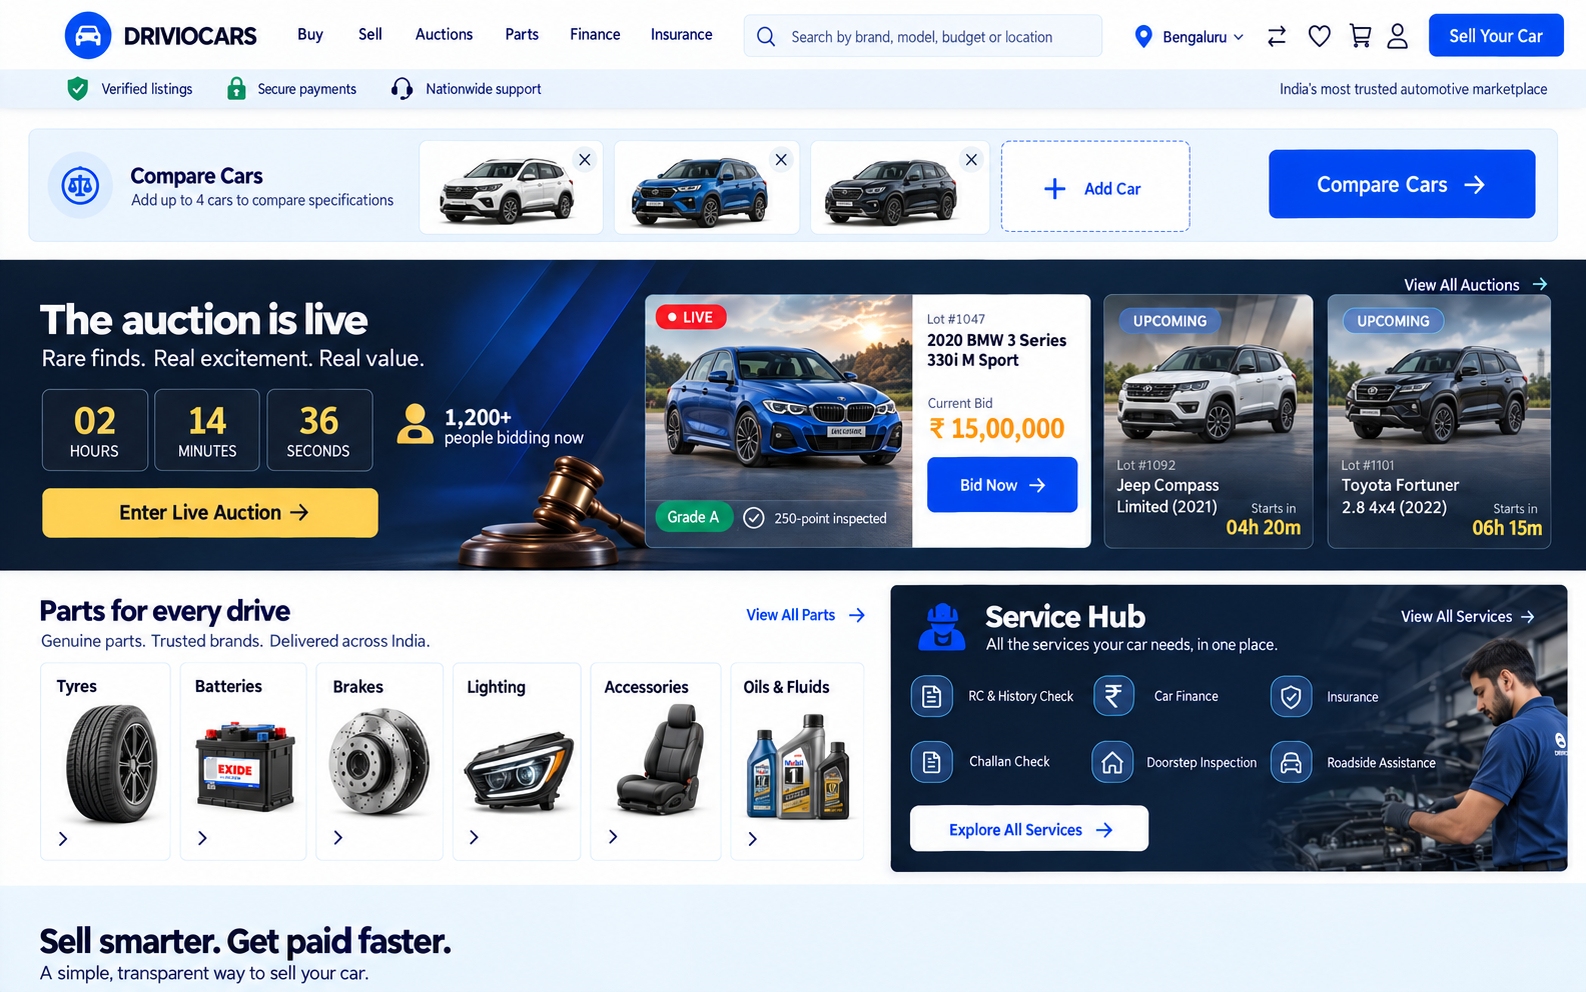 DRIVIOCARS
Buy
Sell
Auctions
Parts
Finance
Insurance
Search by brand, model, budget or location
Bengaluru
Sell Your Car
Verified listings
Secure payments
Nationwide support
India's most trusted automotive marketplace
Compare Cars
Add up to 4 cars to compare specifications
Add Car
Compare Cars
The auction is live
Rare finds. Real excitement. Real value.
02
HOURS
14
MINUTES
36
SECONDS
1,200+
people bidding now
Enter Live Auction
View All Auctions
LIVE
Grade A
250-point inspected
Lot #1047
2020 BMW 3 Series
330i M Sport
Current Bid
₹ 15,00,000
Bid Now
UPCOMING
Lot #1092
Jeep Compass
Limited (2021)
Starts in
04h 20m
UPCOMING
Lot #1101
Toyota Fortuner
2.8 4x4 (2022)
Starts in
06h 15m
Parts for every drive
Genuine parts. Trusted brands. Delivered across India.
View All Parts
Tyres
Batteries
EXIDE
Brakes
Lighting
Accessories
Oils & Fluids
Mobil
1
Service Hub
All the services your car needs, in one place.
View All Services
RC & History Check
₹
Car Finance
Insurance
Challan Check
Doorstep Inspection
Roadside Assistance
Explore All Services
Sell smarter. Get paid faster.
A simple, transparent way to sell your car.